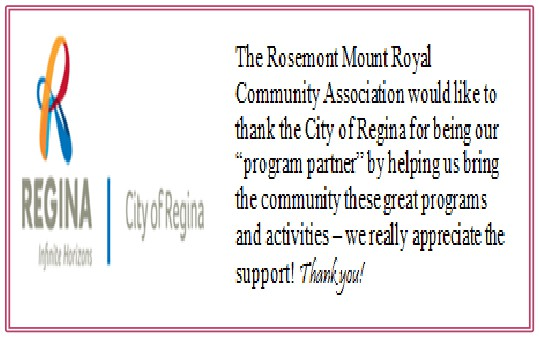 REGINA
Infinite Horizons
City of Regina
The Rosemont Mount Royal
Community Association would like to
thank the City of Regina for being our
“program partner” by helping us bring
the community these great programs
and activities – we really appreciate the
support! Thank you!